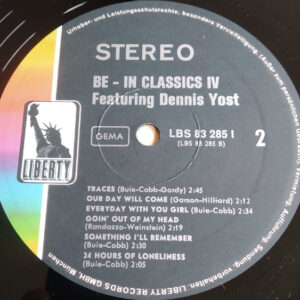 Urheber- und Leistungsschutzrechte, besonders Vervielfältigung,
STEREO
BE - IN CLASSICS IV
Featuring Dennis Yost
GEMA
LBS 83 285 I
(LBS 83 285 B)
2
LIBERTY
TRACES (Buie-Cobb-Gordy) 2:45
OUR DAY WILL COME (Garson-Hilliard) 2:12
EVERYDAY WITH YOU GIRL (Buie-Cobb) 2:34
GOIN' OUT OF MY HEAD
(Randazzo-Weinstein) 2:19
SOMETHING I'LL REMEMBER
(Buie-Cobb) 2:30
24 HOURS OF LONELINESS
(Buie-Cobb) 2:05
Sendung, vorbehalten. LIBERTY RECORDS GMBH, München